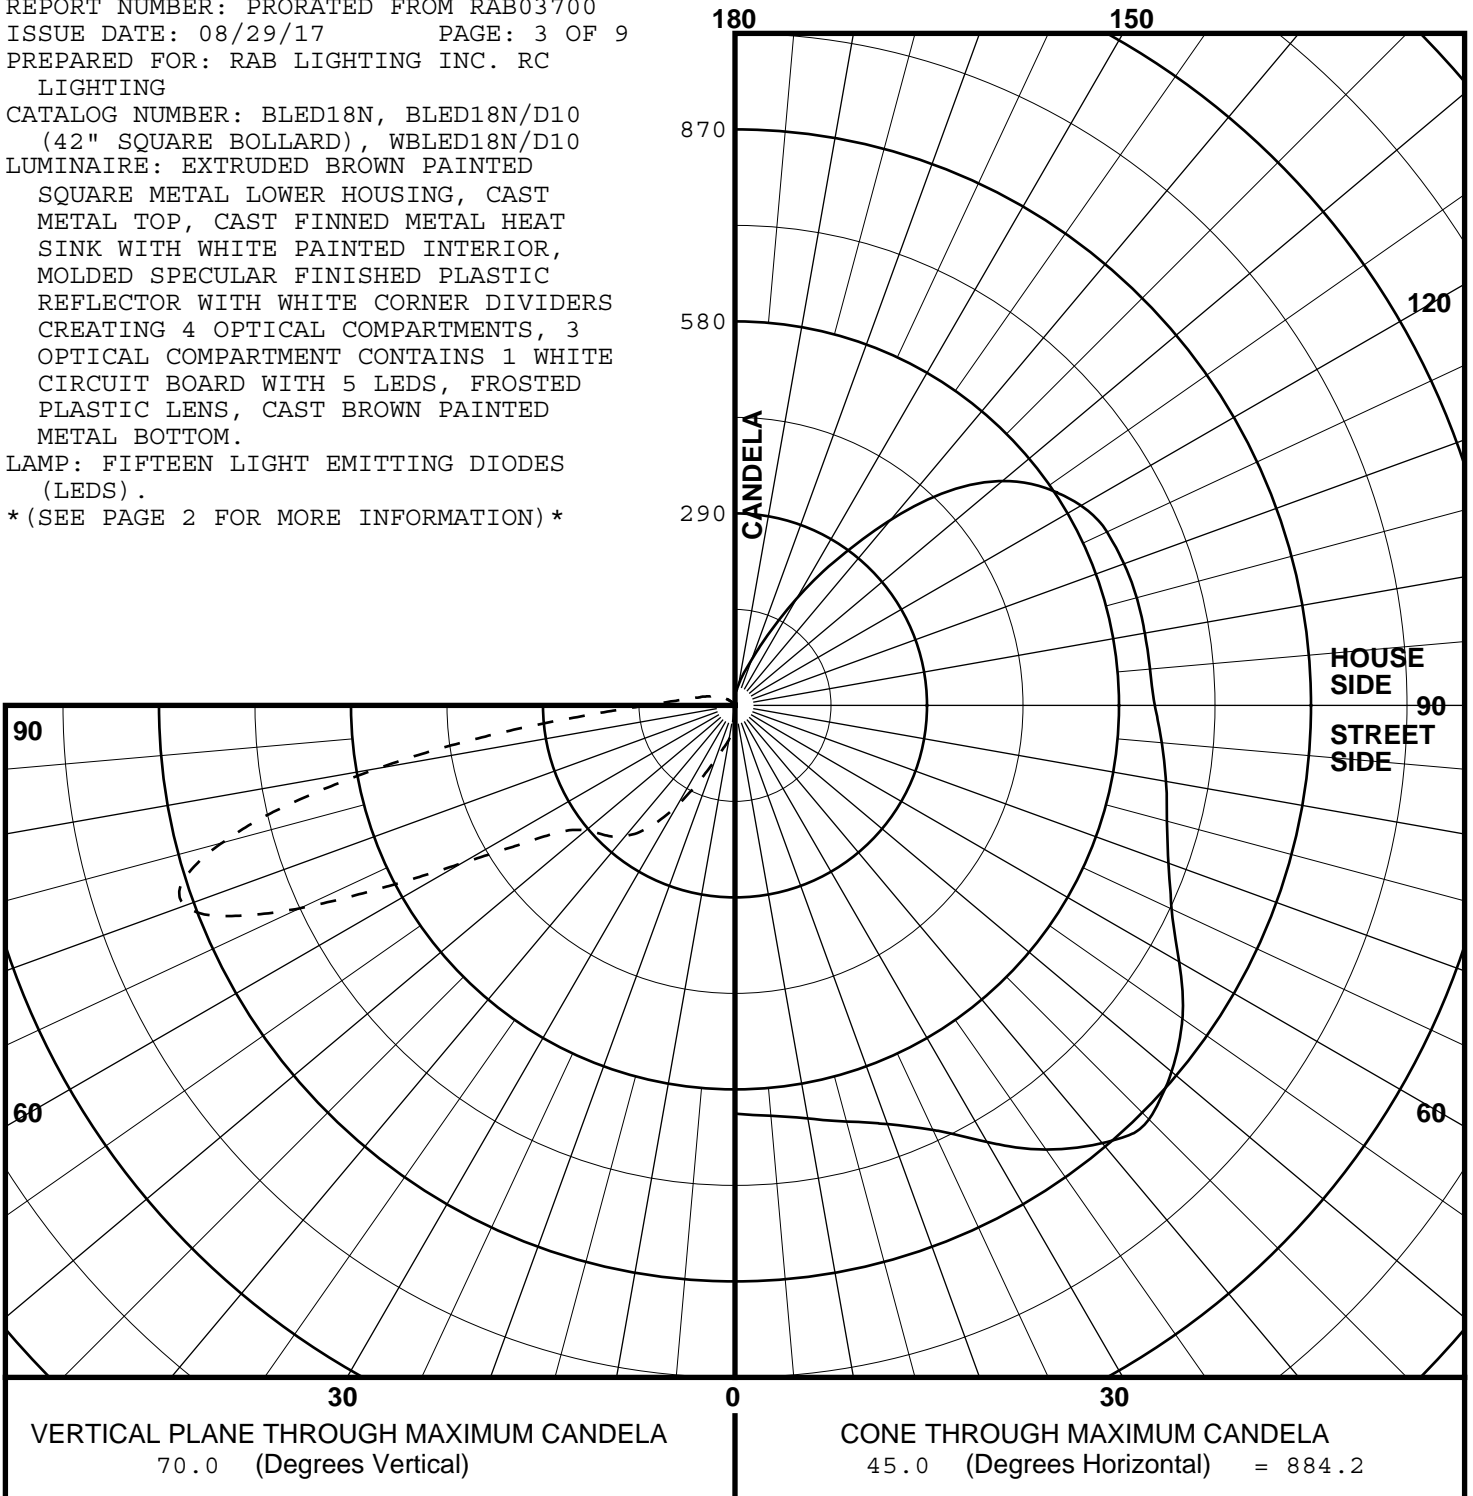 REPORT NUMBER: PRORATED FROM RAB03700
ISSUE DATE: 08/29/17 PAGE: 3 OF 9
PREPARED FOR: RAB LIGHTING INC. RC
LIGHTING
CATALOG NUMBER: BLED18N, BLED18N/D10
(42" SQUARE BOLLARD), WBLED18N/D10
LUMINAIRE: EXTRUDED BROWN PAINTED
SQUARE METAL LOWER HOUSING, CAST
METAL TOP, CAST FINNED METAL HEAT
SINK WITH WHITE PAINTED INTERIOR,
MOLDED SPECULAR FINISHED PLASTIC
REFLECTOR WITH WHITE CORNER DIVIDERS
CREATING 4 OPTICAL COMPARTMENTS, 3
OPTICAL COMPARTMENT CONTAINS 1 WHITE
CIRCUIT BOARD WITH 5 LEDS, FROSTED
PLASTIC LENS, CAST BROWN PAINTED
METAL BOTTOM.
LAMP: FIFTEEN LIGHT EMITTING DIODES
(LEDS).
*(SEE PAGE 2 FOR MORE INFORMATION)*
180
150
870
120
580
CANDELA
290
HOUSE
SIDE
90
STREET
SIDE
90
60
60
30
0
30
VERTICAL PLANE THROUGH MAXIMUM CANDELA
70.0 (Degrees Vertical)
CONE THROUGH MAXIMUM CANDELA
45.0 (Degrees Horizontal) = 884.2